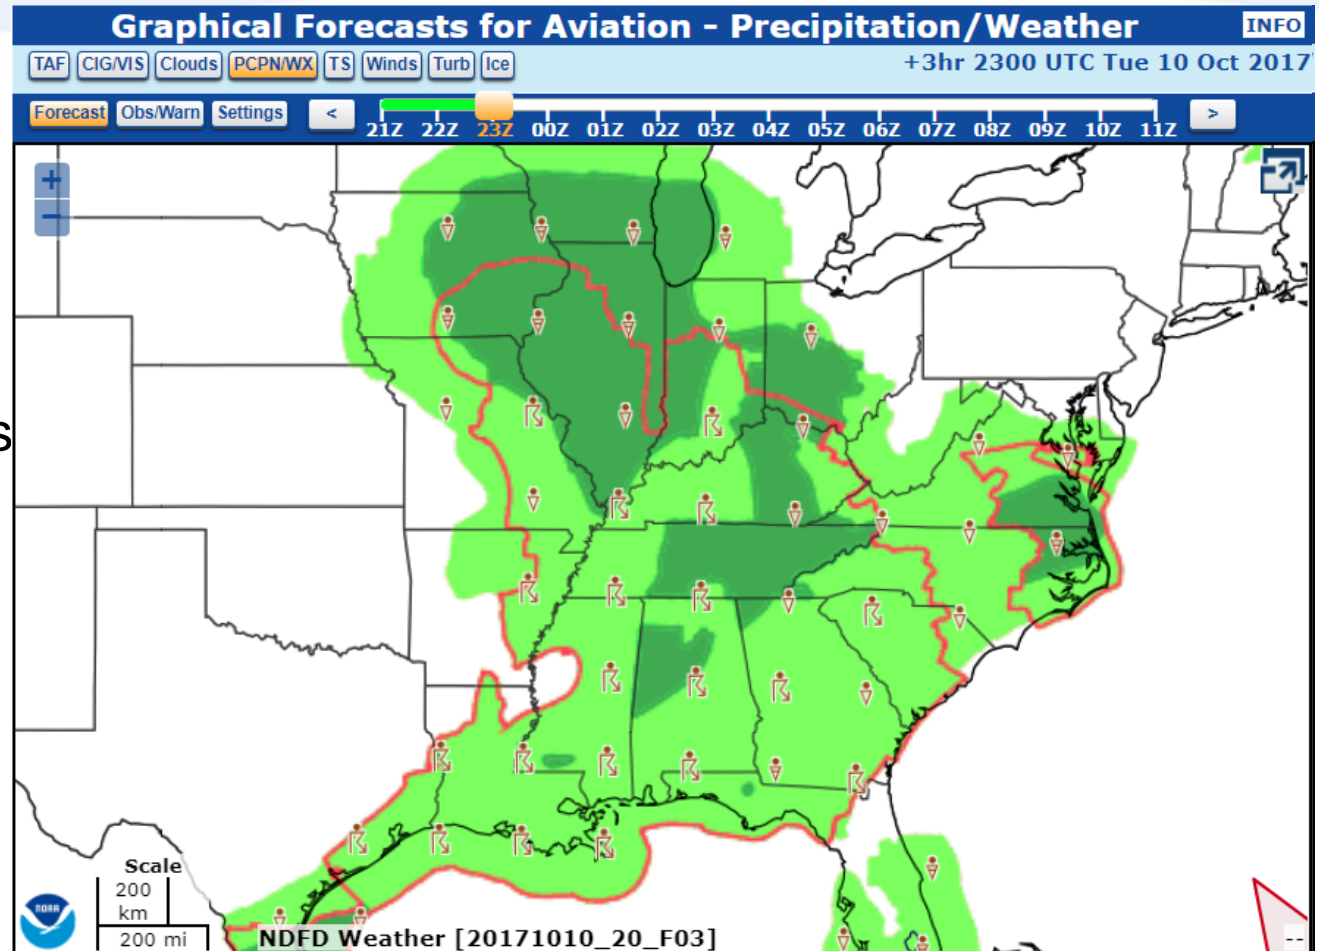 Graphical Forecasts for Aviation - Precipitation/Weather INFO
TAF CIG/VIS Clouds PCPN/WX TS Winds Turb Ice +3hr 2300 UTC Tue 10 Oct 2017
Forecast Obs/Warn Settings < 21Z 22Z 23Z 00Z 01Z 02Z 03Z 04Z 05Z 06Z 07Z 08Z 09Z 10Z 11Z >
+
−
s
Scale
200
km
200 mi
NOAA
NDFD Weather [20171010_20_F03]
--